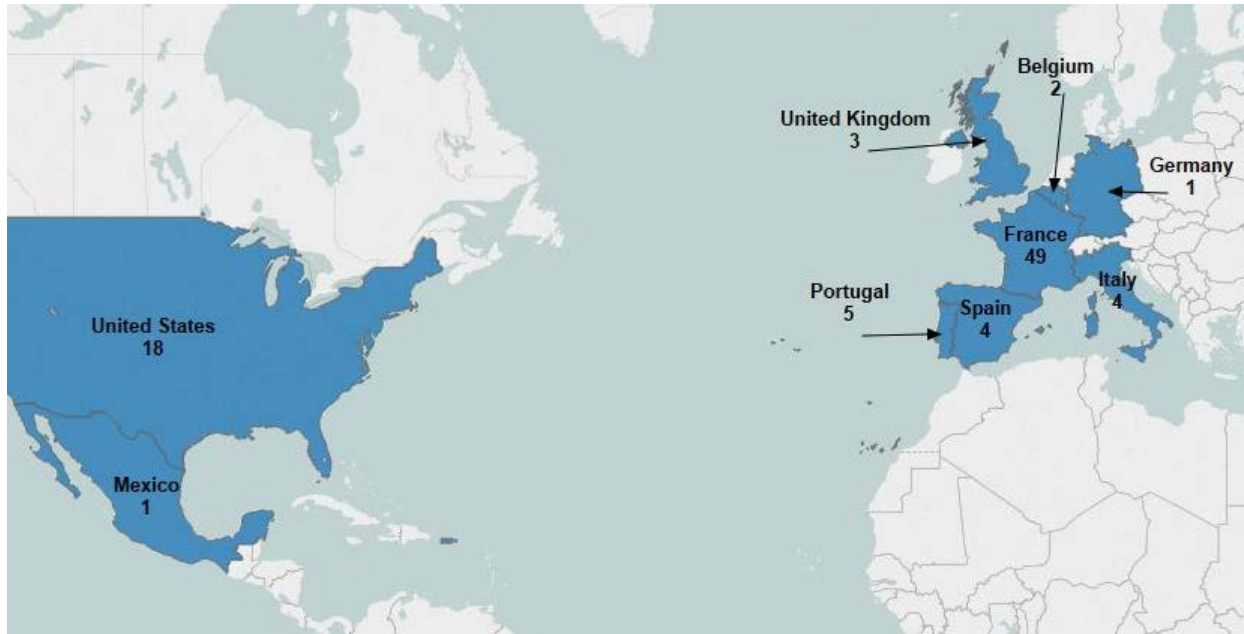 Belgium
2
United Kingdom
3
Germany
1
France
49
Italy
4
Portugal
5
Spain
4
United States
18
Mexico
1